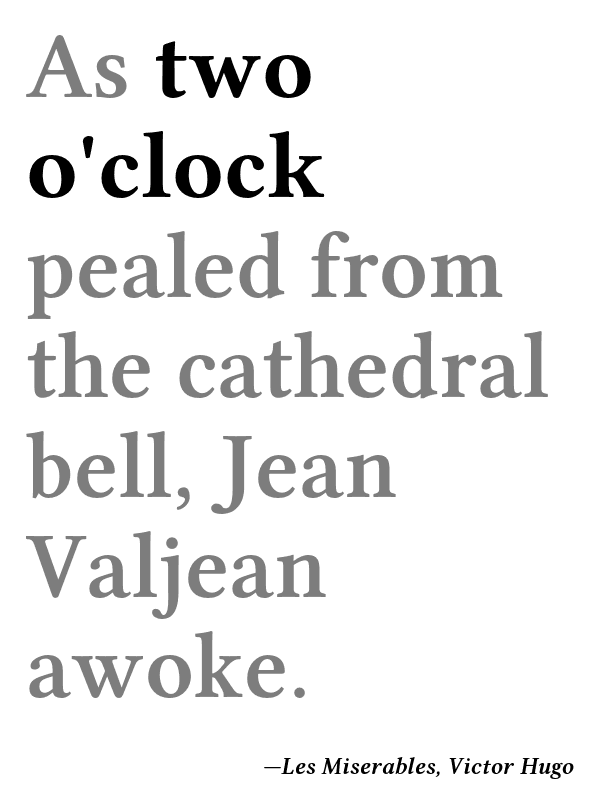 As two
o'clock
pealed from
the cathedral
bell, Jean
Valjean
awoke.
—Les Miserables, Victor Hugo